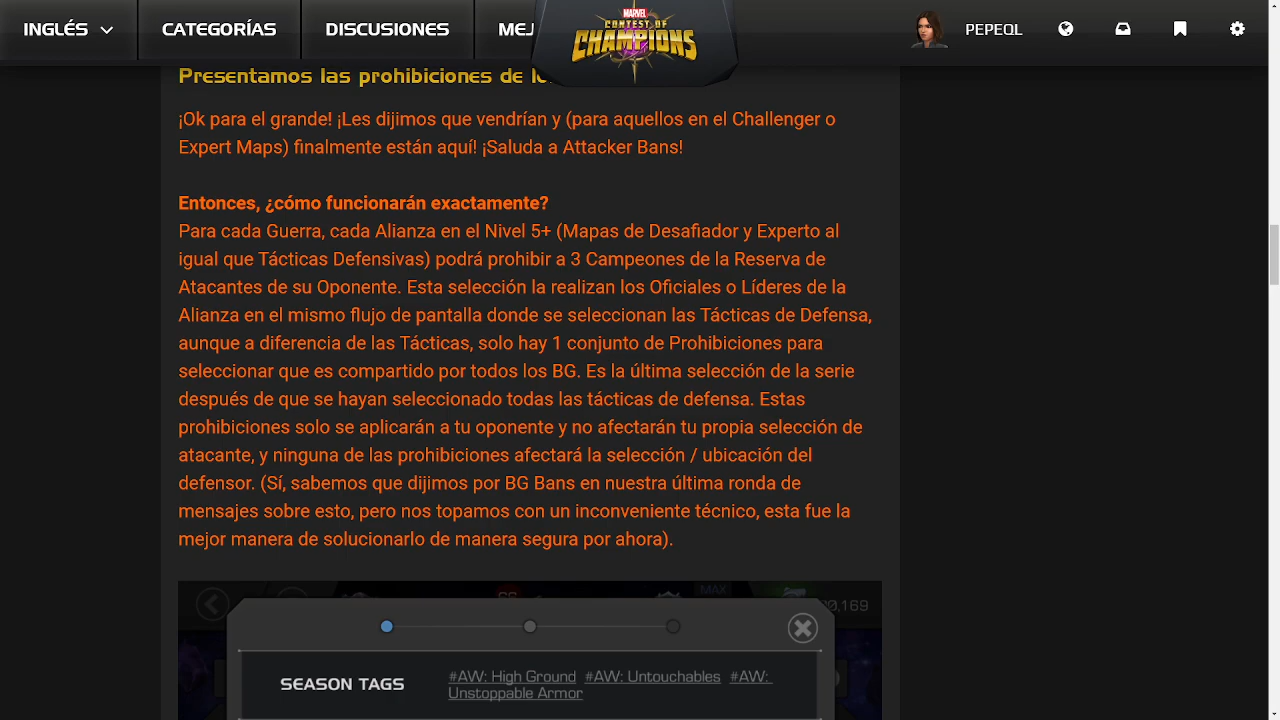 INGLÉS
CATEGORÍAS
DISCUSIONES
MEJ
MARVEL
CONTEST OF
CHAMPIONS
PEPEQL
Presentamos las prohibiciones de
¡Ok para el grande! ¡Les dijimos que vendrían y (para aquellos en el Challenger o
Expert Maps) finalmente están aquí! ¡Saluda a Attacker Bans!
Entonces, ¿cómo funcionarán exactamente?
Para cada Guerra, cada Alianza en el Nivel 5+ (Mapas de Desafiador y Experto al
igual que Tácticas Defensivas) podrá prohibir a 3 Campeones de la Reserva de
Atacantes de su Oponente. Esta selección la realizan los Oficiales o Líderes de la
Alianza en el mismo flujo de pantalla donde se seleccionan las Tácticas de Defensa,
aunque a diferencia de las Tácticas, solo hay 1 conjunto de Prohibiciones para
seleccionar que es compartido por todos los BG. Es la última selección de la serie
después de que se hayan seleccionado todas las tácticas de defensa. Estas
prohibiciones solo se aplicarán a tu oponente y no afectarán tu propia selección de
atacante, y ninguna de las prohibiciones afectará la selección / ubicación del
defensor. (Sí, sabemos que dijimos por BG Bans en nuestra última ronda de
mensajes sobre esto, pero nos topamos con un inconveniente técnico, esta fue la
mejor manera de solucionarlo de manera segura por ahora).
MAX
0,169
SEASON TAGS
#AW: High Ground #AW: Untouchables #AW:
Unstoppable Armor